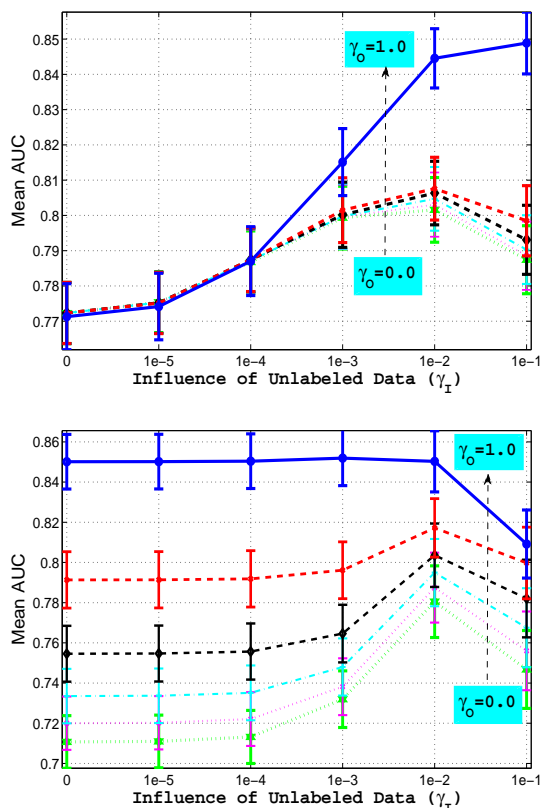 0.85
0.84
0.83
0.82
0.81
0.8
0.79
0.78
0.77
Mean AUC
γO=1.0
γO=0.0
0 1e-5 1e-4 1e-3 1e-2 1e-1
Influence of Unlabeled Data (γI)
0.86
0.84
0.82
0.8
0.78
0.76
0.74
0.72
0.7
Mean AUC
γO=1.0
γO=0.0
0 1e-5 1e-4 1e-3 1e-2 1e-1
Influence of Unlabeled Data (γI)